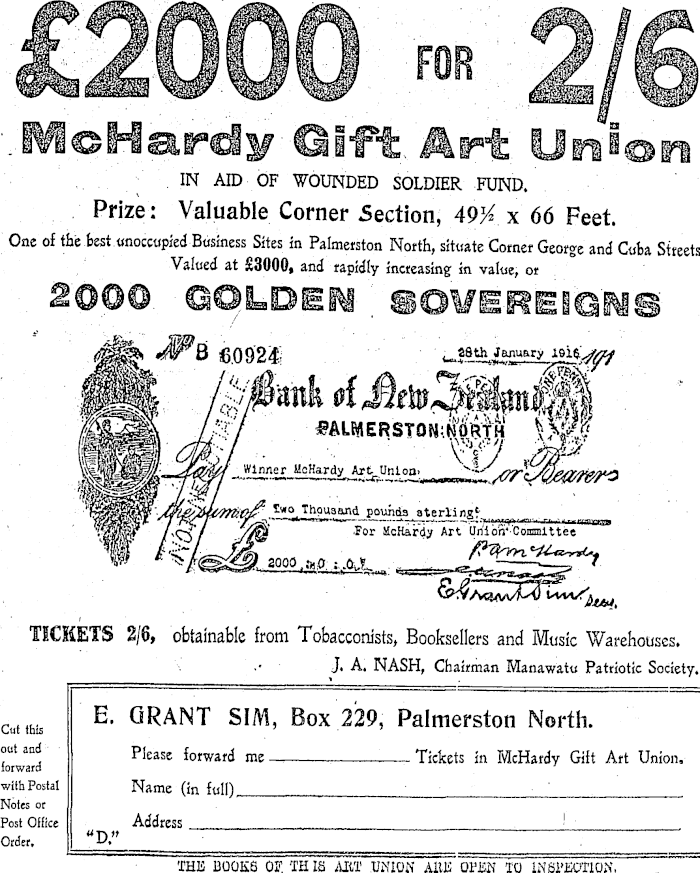 £2000 FOR 2/6
McHardy Gift Art Union
IN AID OF WOUNDED SOLDIER FUND.
Prize: Valuable Corner Section, 49½ x 66 Feet.
One of the best unoccupied Business Sites in Palmerston North, situate Corner George and Cuba Streets
Valued at £3000, and rapidly increasing in value, or
2000 GOLDEN SOVEREIGNS
No B 60924
28th January 1916 191
Bank of New Zealand
PALMERSTON NORTH
NOT NEGOTIABLE
Pay Winner McHardy Art Union or Bearer
the sum of Two Thousand pounds sterling
For McHardy Art Union Committee
£ 2000
E. Grant Sim Secy.
TICKETS 2/6, obtainable from Tobacconists, Booksellers and Music Warehouses.
J. A. NASH, Chairman Manawatu Patriotic Society.
Cut this
out and
forward
with Postal
Notes or
Post Office
Order.
E. GRANT SIM, Box 229, Palmerston North.
Please forward me Tickets in McHardy Gift Art Union,
Name (in full)
Address
"D."
THE BOOKS OF THIS ART UNION ARE OPEN TO INSPECTION.